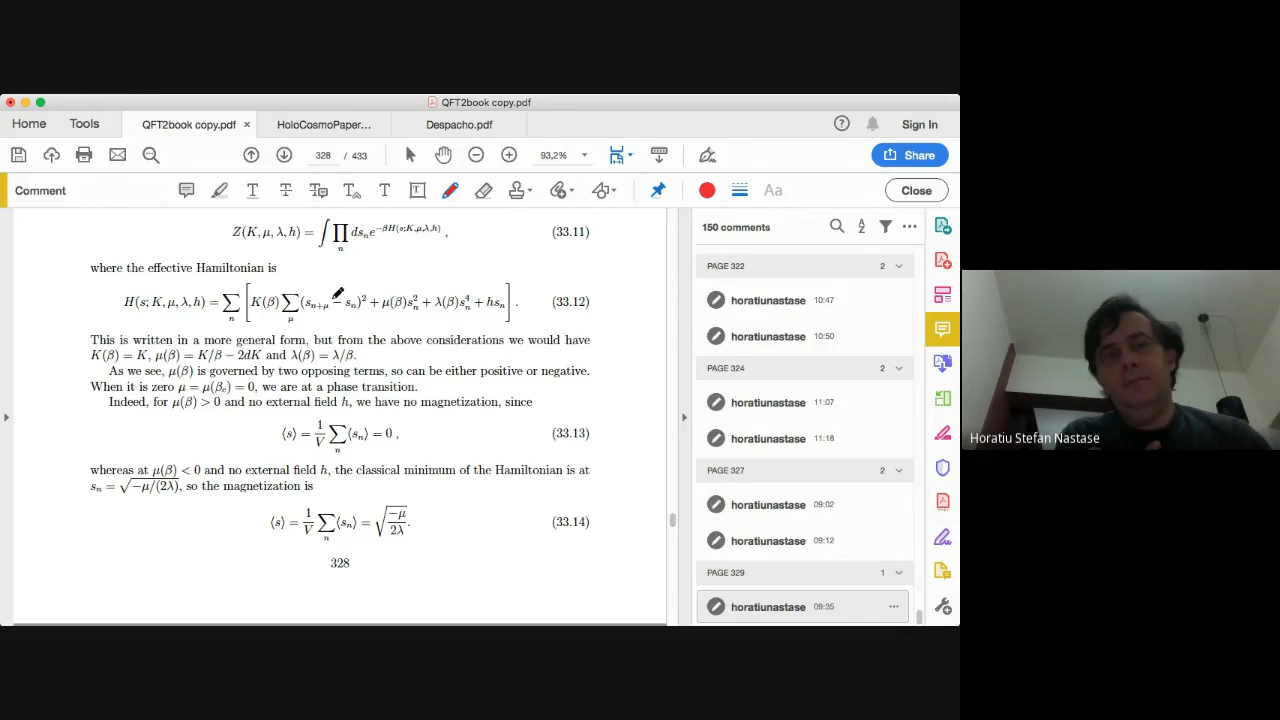 QFT2book copy.pdf
Home Tools QFT2book copy.pdf × HoloCosmoPaper... Despacho.pdf Sign In
328 / 433 93,2% Share
Comment Aa Close
Z(K, μ, λ, h) = ∫ ∏_n ds_n e^{−βH(s;K,μ,λ,h)} , (33.11)
where the effective Hamiltonian is
H(s; K, μ, λ, h) = ∑_n [K(β) ∑_μ (s_{n+μ} − s_n)² + μ(β)s_n² + λ(β)s_n⁴ + hs_n] . (33.12)
This is written in a more general form, but from the above considerations we would have
K(β) = K, μ(β) = K/β − 2dK and λ(β) = λ/β.
As we see, μ(β) is governed by two opposing terms, so can be either positive or negative.
When it is zero μ = μ(β_c) = 0, we are at a phase transition.
Indeed, for μ(β) > 0 and no external field h, we have no magnetization, since
⟨s⟩ = 1/V ∑_n ⟨s_n⟩ = 0 , (33.13)
whereas at μ(β) < 0 and no external field h, the classical minimum of the Hamiltonian is at
s_n = √−μ/(2λ), so the magnetization is
⟨s⟩ = 1/V ∑_n ⟨s_n⟩ = √(−μ/2λ). (33.14)
328
150 comments
PAGE 322 2
horatiunastase 10:47
horatiunastase 10:50
PAGE 324 2
horatiunastase 11:07
horatiunastase 11:18
PAGE 327 2
horatiunastase 09:02
horatiunastase 09:12
PAGE 329 1
horatiunastase 09:35
Horatiu Stefan Nastase